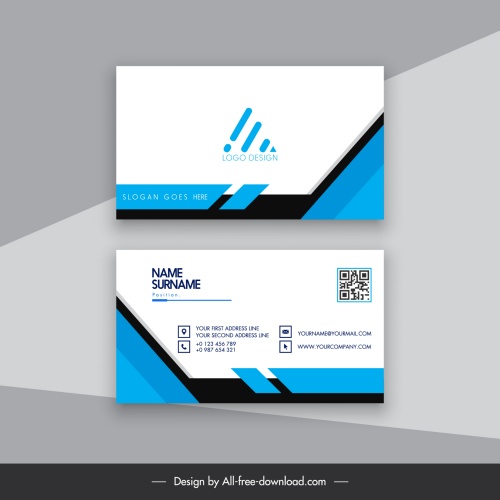 LOGO DESIGN
SLOGAN GOES HERE
NAME
SURNAME
Position
YOUR FIRST ADDRESS LINE
YOUR SECOND ADDRESS LINE
+0 123 456 789
+0 987 654 321
YOURNAME@YOURMAIL.COM
WWW.YOURCOMPANY.COM
Design by All-free-download.com